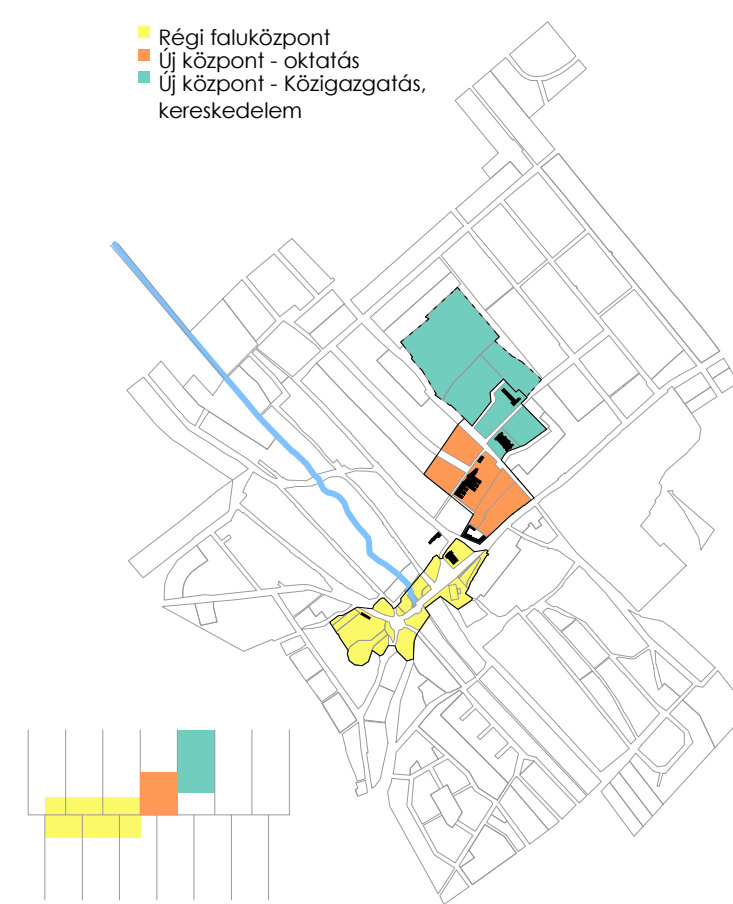 Régi faluközpont
Új központ - oktatás
Új központ - Közigazgatás,
kereskedelem